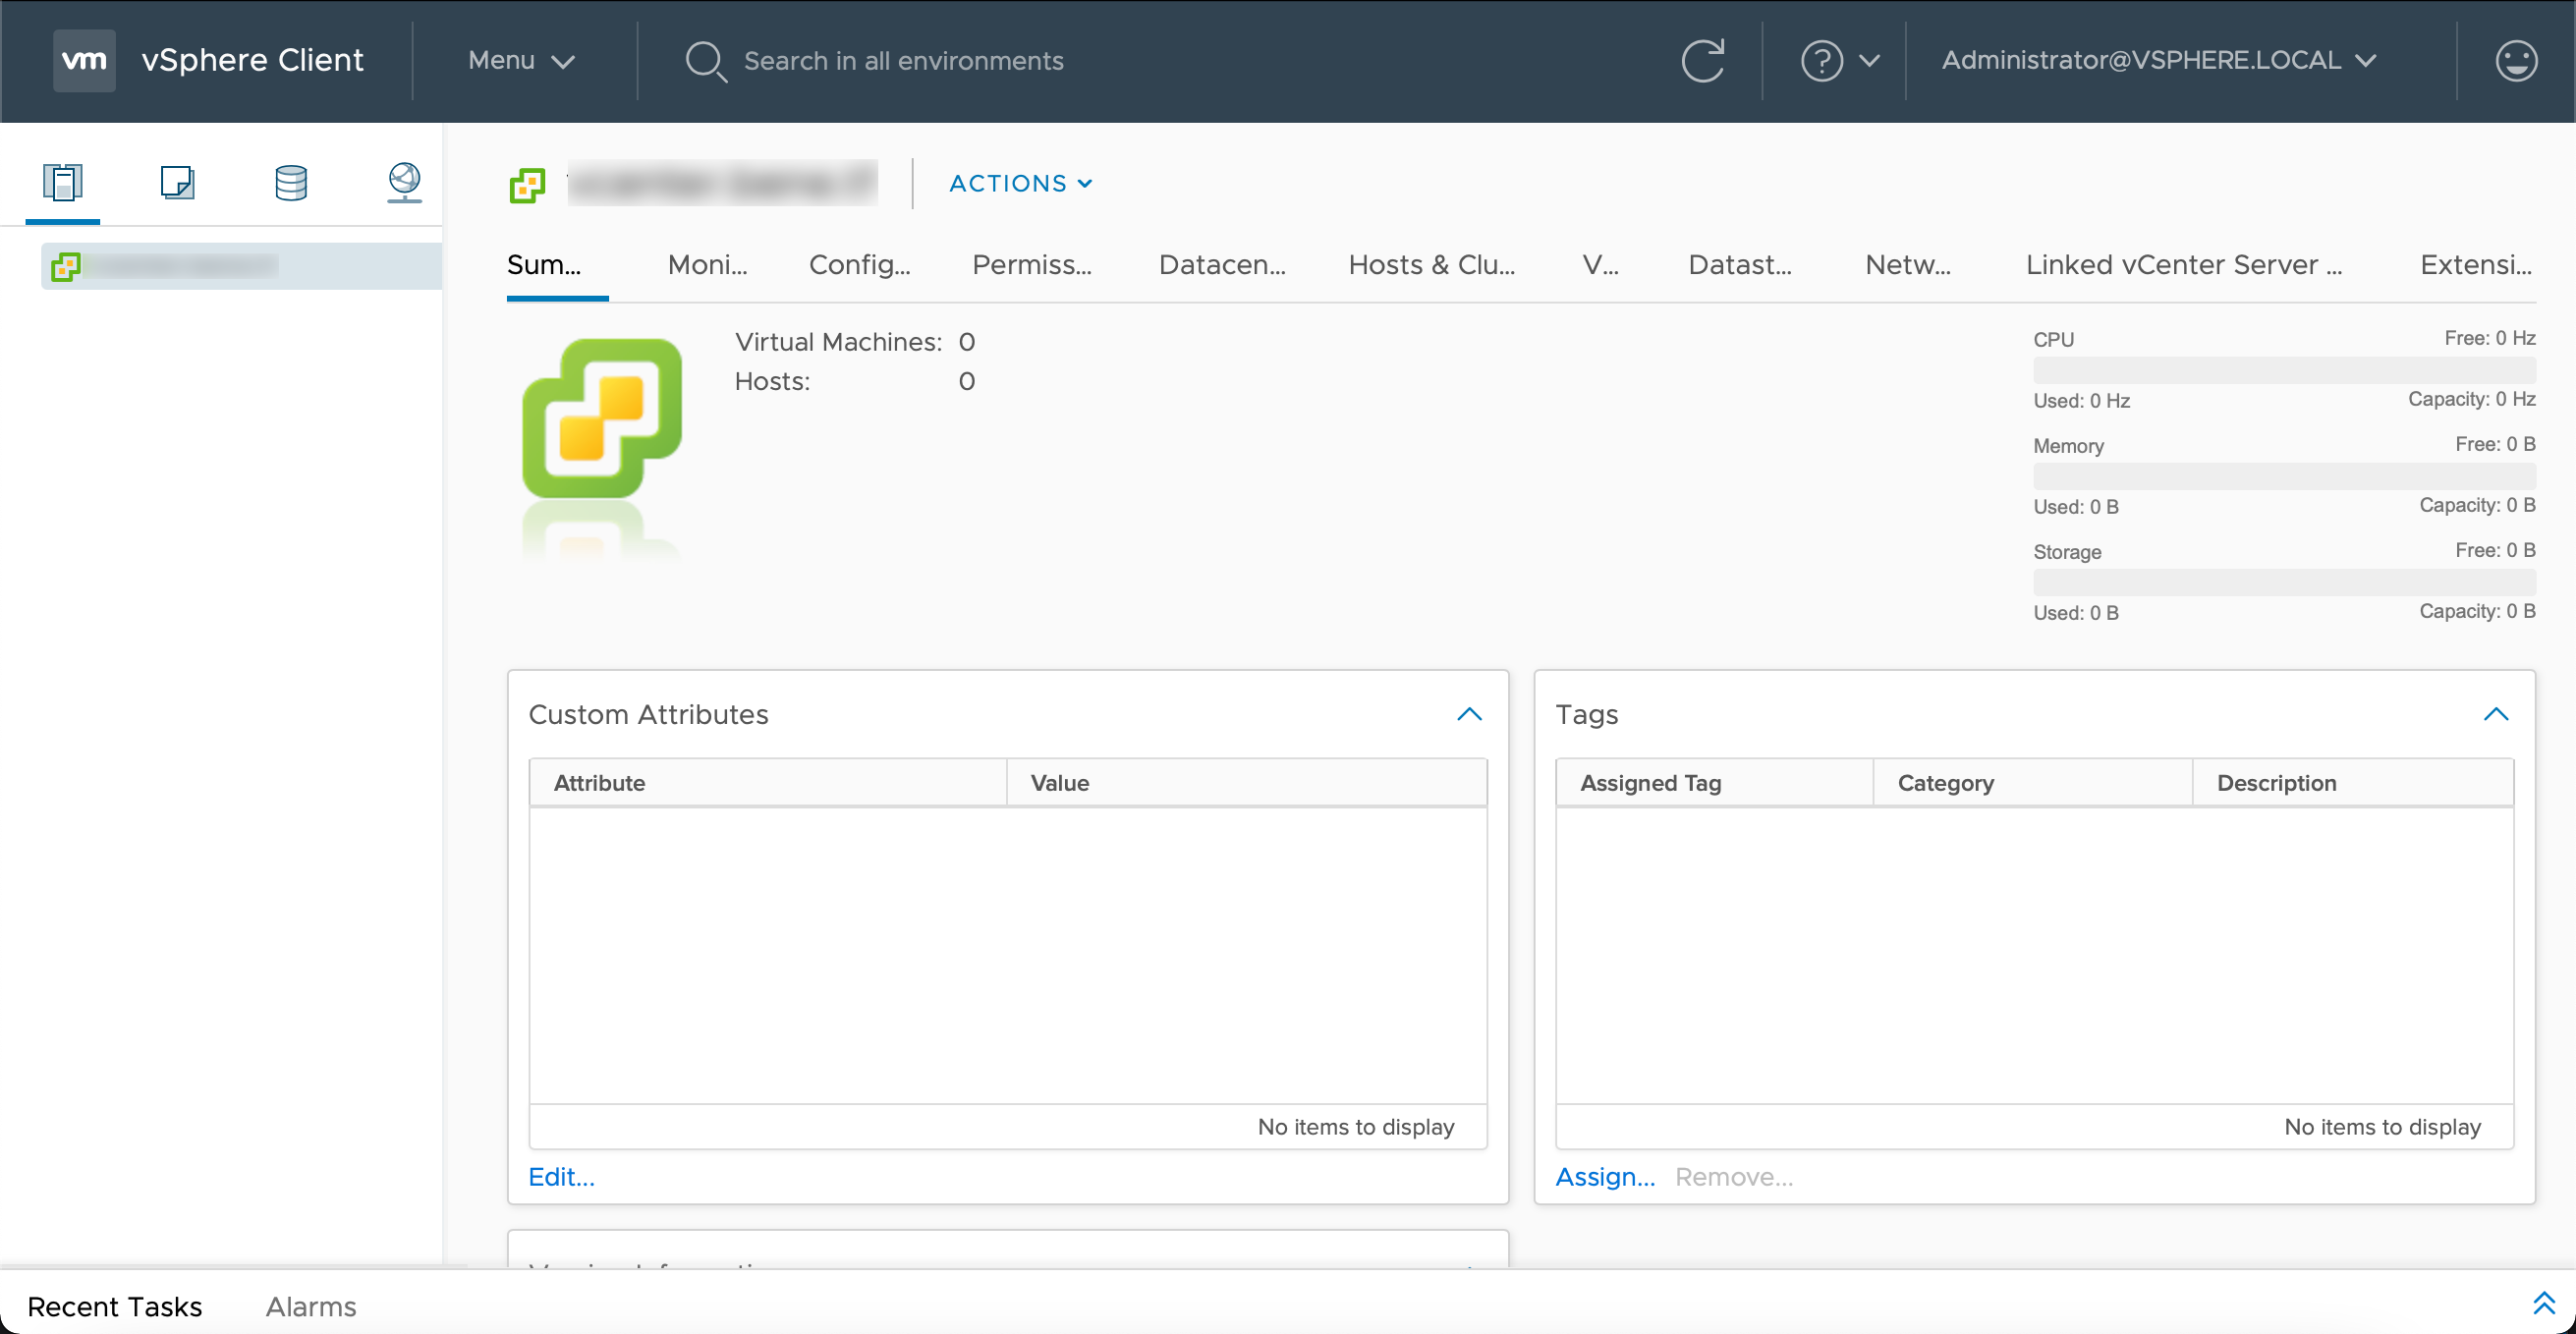 vm vSphere Client Menu Search in all environments ? Administrator@VSPHERE.LOCAL
ACTIONS
Sum... Moni... Config... Permiss... Datacen... Hosts & Clu... V... Datast... Netw... Linked vCenter Server ... Extensi...
Virtual Machines: 0
Hosts: 0
CPU Free: 0 Hz
Used: 0 Hz Capacity: 0 Hz
Memory Free: 0 B
Used: 0 B Capacity: 0 B
Storage Free: 0 B
Used: 0 B Capacity: 0 B
Custom Attributes
Attribute Value
No items to display
Edit...
Tags
Assigned Tag Category Description
No items to display
Assign... Remove...
Recent Tasks Alarms